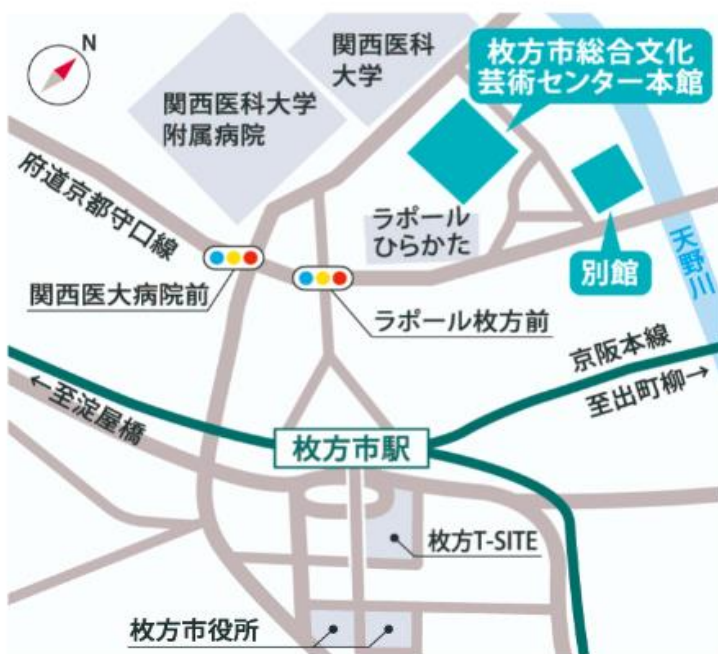 N
関西医科
大学
枚方市総合文化
芸術センター本館
関西医科大学
附属病院
府道京都守口線
ラポール
ひらかた
別館
天野川
関西医大病院前
ラポール枚方前
京阪本線
至出町柳→
←至淀屋橋
枚方市駅
枚方T-SITE
枚方市役所